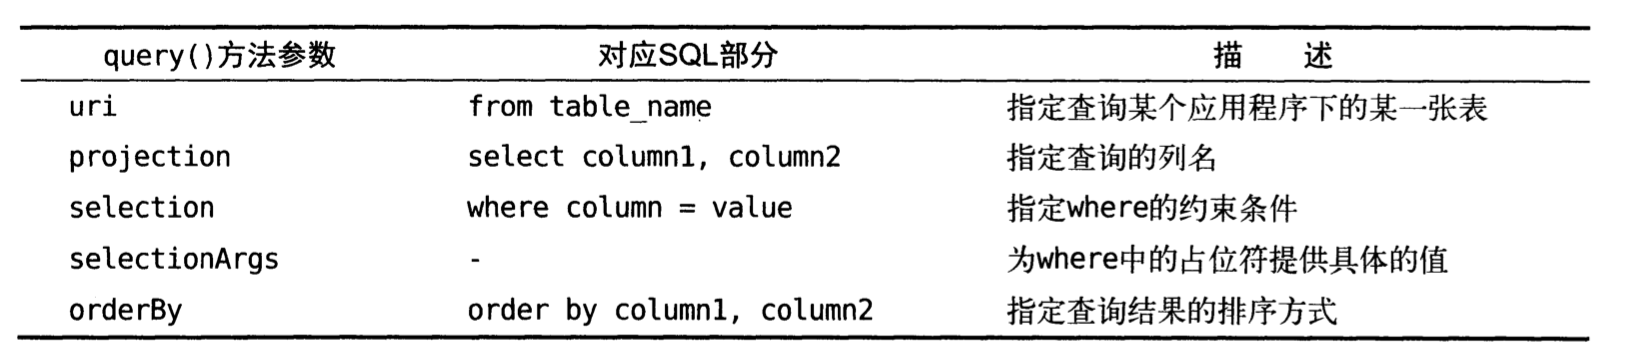 query()方法参数 对应SQL部分 描 述
uri from table_name 指定查询某个应用程序下的某一张表
projection select column1, column2 指定查询的列名
selection where column = value 指定where的约束条件
selectionArgs - 为where中的占位符提供具体的值
orderBy order by column1, column2 指定查询结果的排序方式